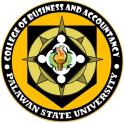 COLLEGE OF BUSINESS AND ACCOUNTANCY
PALAWAN STATE UNIVERSITY